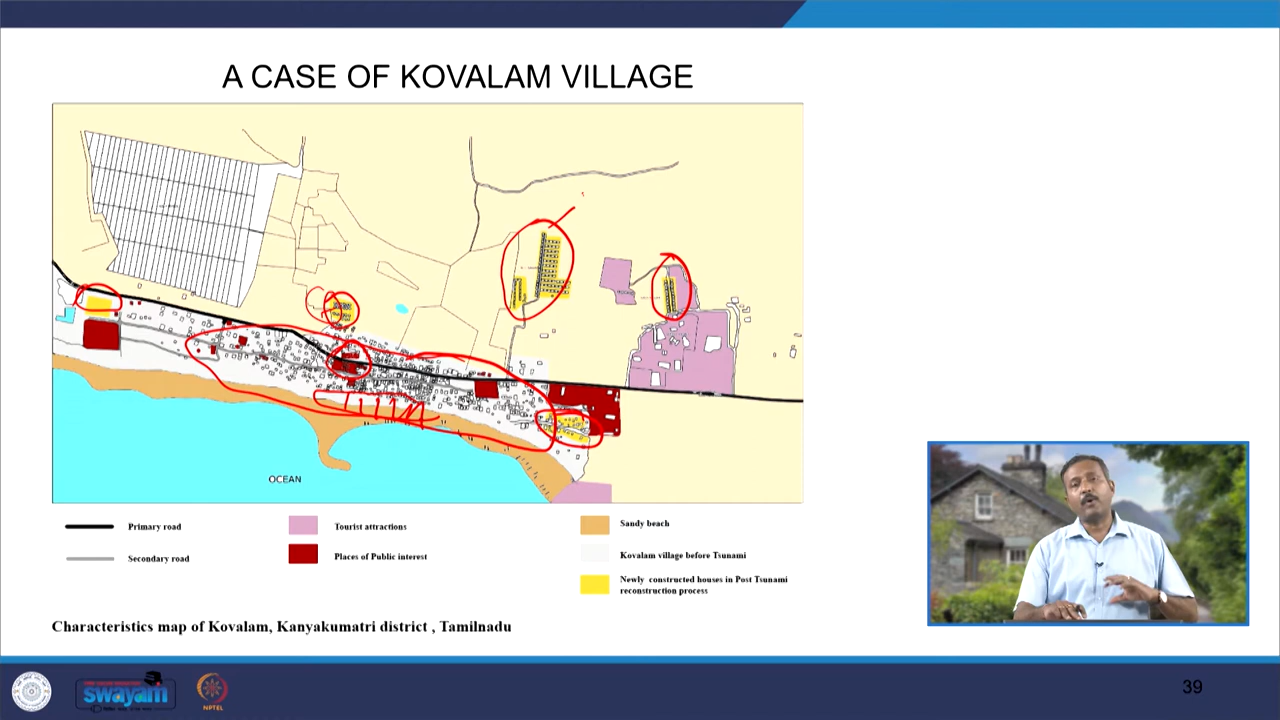 A CASE OF KOVALAM VILLAGE
OCEAN
Primary road
Tourist attractions
Sandy beach
Secondary road
Places of Public interest
Kovalam village before Tsunami
Newly constructed houses in Post Tsunami
reconstruction process
Characteristics map of Kovalam, Kanyakumatri district , Tamilnadu
swayam
NPTEL
39